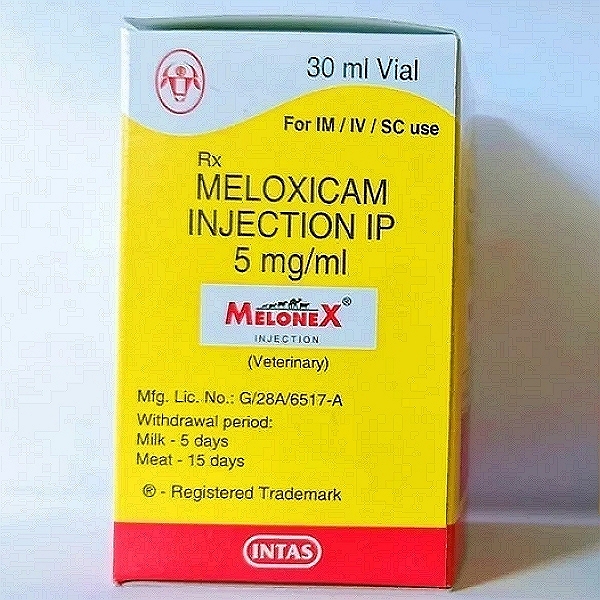 30 ml Vial
For IM / IV / SC use
Rx
MELOXICAM
INJECTION IP
5 mg/ml
MELONEX®
INJECTION
(Veterinary)
Mfg. Lic. No.: G/28A/6517-A
Withdrawal period:
Milk - 5 days
Meat - 15 days
® - Registered Trademark
INTAS